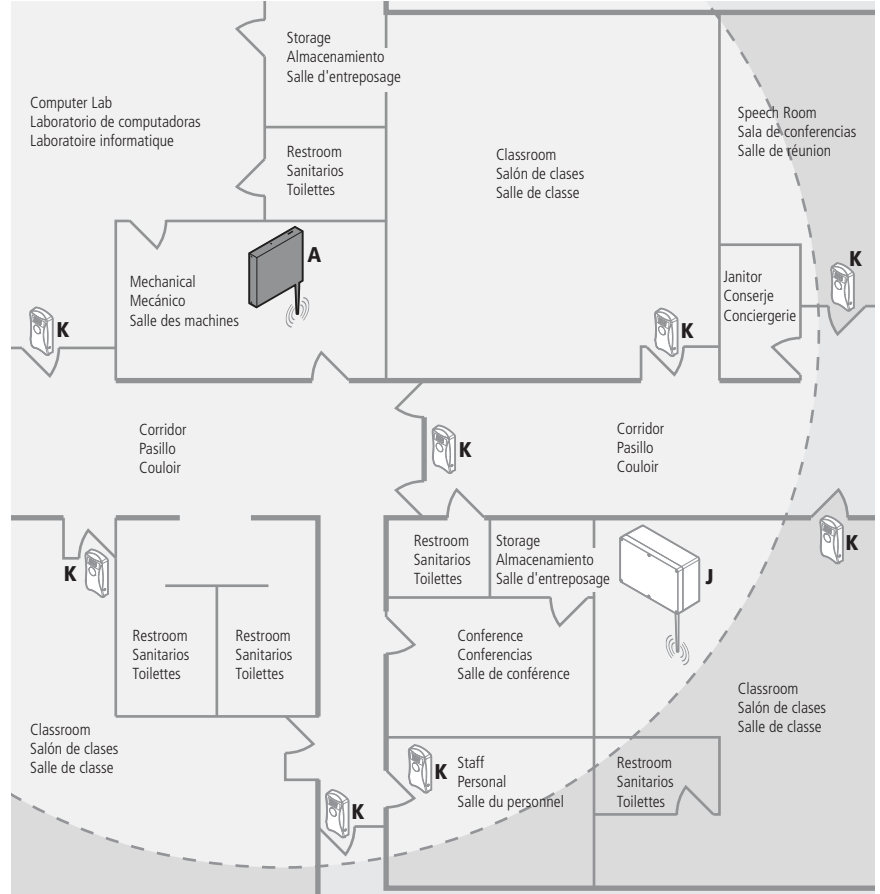 Storage
Almacenamiento
Salle d'entreposage
Computer Lab
Laboratorio de computadoras
Laboratoire informatique
Speech Room
Sala de conferencias
Salle de réunion
Restroom
Sanitarios
Toilettes
Classroom
Salón de clases
Salle de classe
A
K
Mechanical
Mecánico
Salle des machines
Janitor
Conserje
Conciergerie
K
K
Corridor
Pasillo
Couloir
K
Corridor
Pasillo
Couloir
Restroom
Sanitarios
Toilettes
Storage
Almacenamiento
Salle d'entreposage
K
K
J
Restroom
Sanitarios
Toilettes
Restroom
Sanitarios
Toilettes
Conference
Conferencias
Salle de conférence
Classroom
Salón de clases
Salle de classe
Classroom
Salón de clases
Salle de classe
K
Staff
Personal
Salle du personnel
Restroom
Sanitarios
Toilettes
K